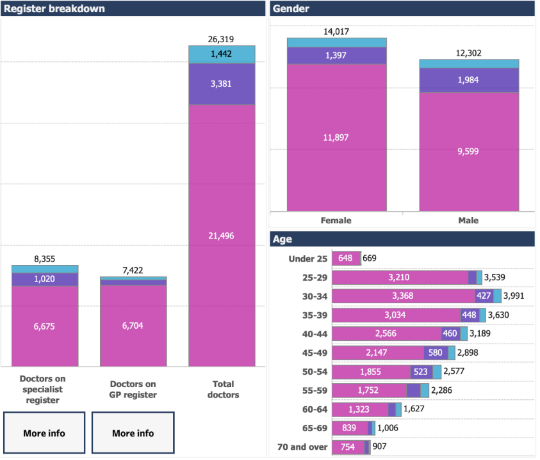 Register breakdown
26,319
1,442
3,381
21,496
8,355
1,020
6,675
7,422
6,704
Doctors on
specialist
register
Doctors on
GP register
Total
doctors
More info
More info
Gender
14,017
1,397
11,897
12,302
1,984
9,599
Female
Male
Age
Under 25 648 669
25-29 3,210 3,539
30-34 3,368 427 3,991
35-39 3,034 448 3,630
40-44 2,566 460 3,189
45-49 2,147 580 2,898
50-54 1,855 523 2,577
55-59 1,752 2,286
60-64 1,323 1,627
65-69 839 1,006
70 and over 754 907